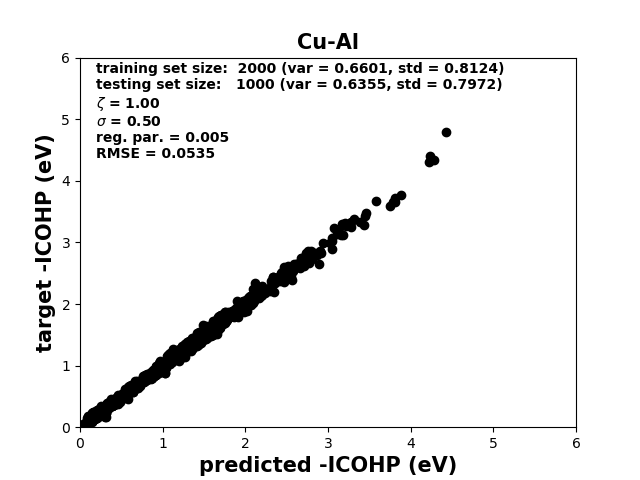 Cu-Al
training set size:  2000 (var = 0.6601, std = 0.8124)
testing set size:   1000 (var = 0.6355, std = 0.7972)
ζ = 1.00
σ = 0.50
reg. par. = 0.005
RMSE = 0.0535
target -ICOHP (eV)
6
5
4
3
2
1
0
0 1 2 3 4 5 6
predicted -ICOHP (eV)